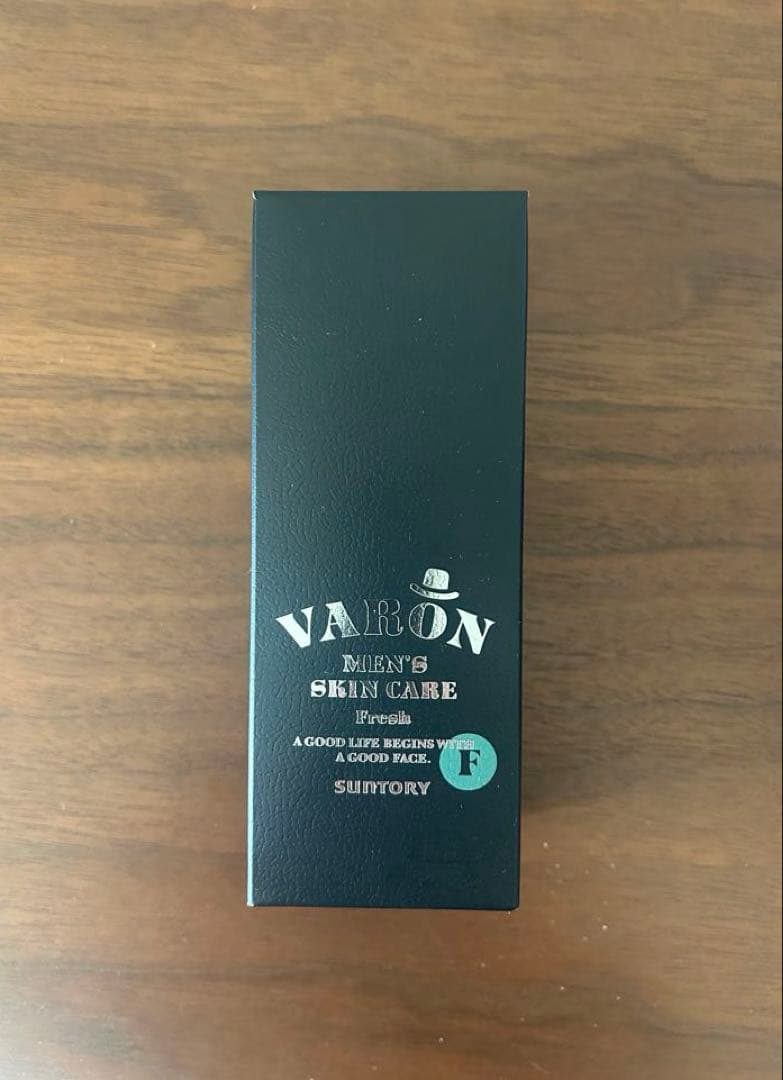 VARON
MEN'S
SKIN CARE
Fresh
A GOOD LIFE BEGINS WITH
A GOOD FACE.
F
SUNTORY